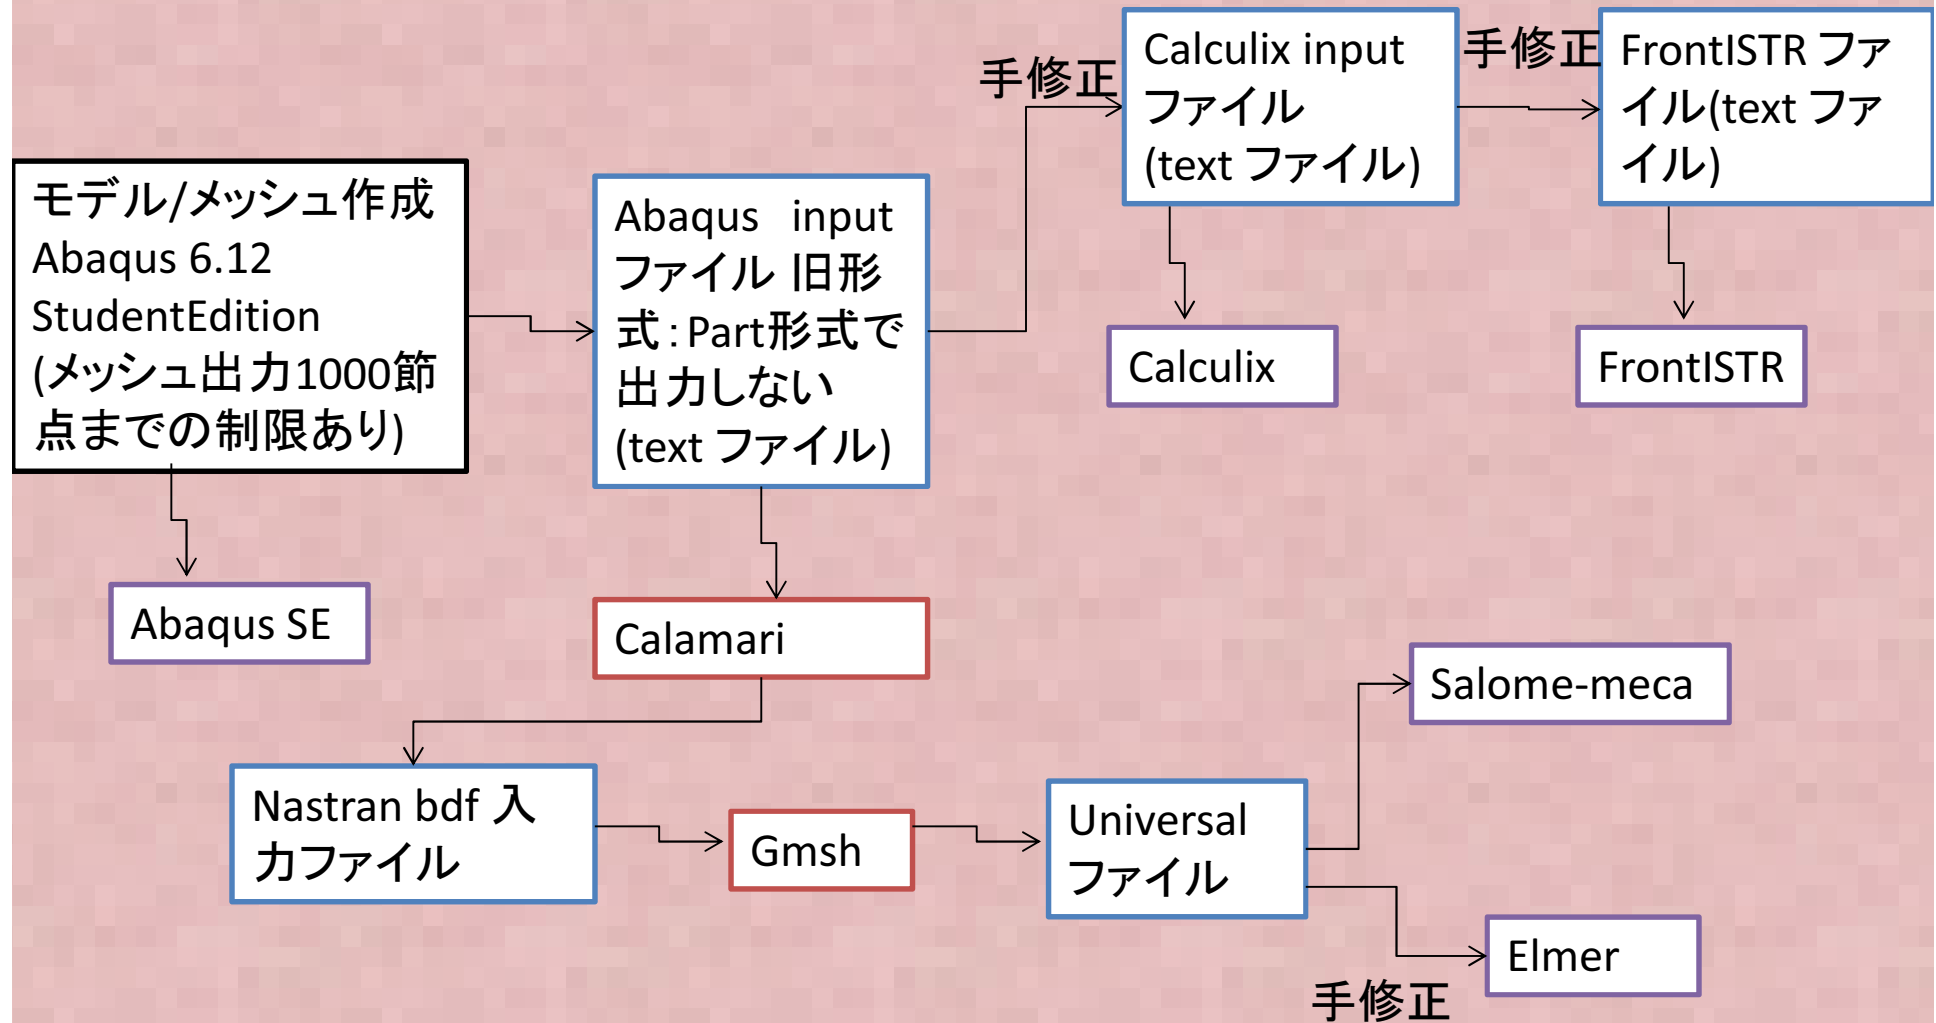 モデル/メッシュ作成
Abaqus 6.12
StudentEdition
(メッシュ出力1000節
点までの制限あり)
Abaqus SE
Abaqus input
ファイル 旧形
式：Part形式で
出力しない
(text ファイル)
手修正
Calculix input
ファイル
(text ファイル)
手修正
FrontISTR ファ
イル(text ファ
イル)
Calculix
FrontISTR
Calamari
Nastran bdf 入
力ファイル
Gmsh
Universal
ファイル
Salome-meca
Elmer
手修正